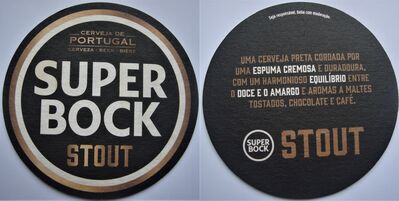 CERVEJA DE
PORTUGAL
CERVEZA • BEER • BIÈRE
SUPER
BOCK
STOUT
Seja responsável. Beba com moderação.
UMA CERVEJA PRETA COROADA POR
UMA ESPUMA CREMOSA E DURADOURA,
COM UM HARMONIOSO EQUILÍBRIO ENTRE
O DOCE E O AMARGO E AROMAS A MALTES
TOSTADOS, CHOCOLATE E CAFÉ.
SUPER
BOCK
STOUT